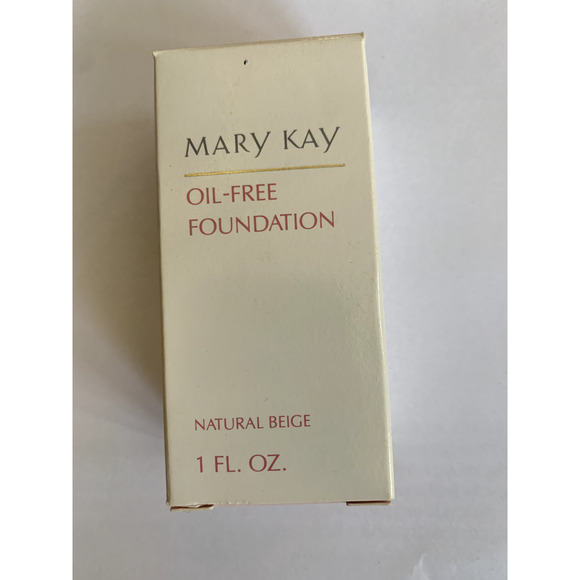 MARY KAY
OIL-FREE
FOUNDATION
NATURAL BEIGE
1 FL. OZ.